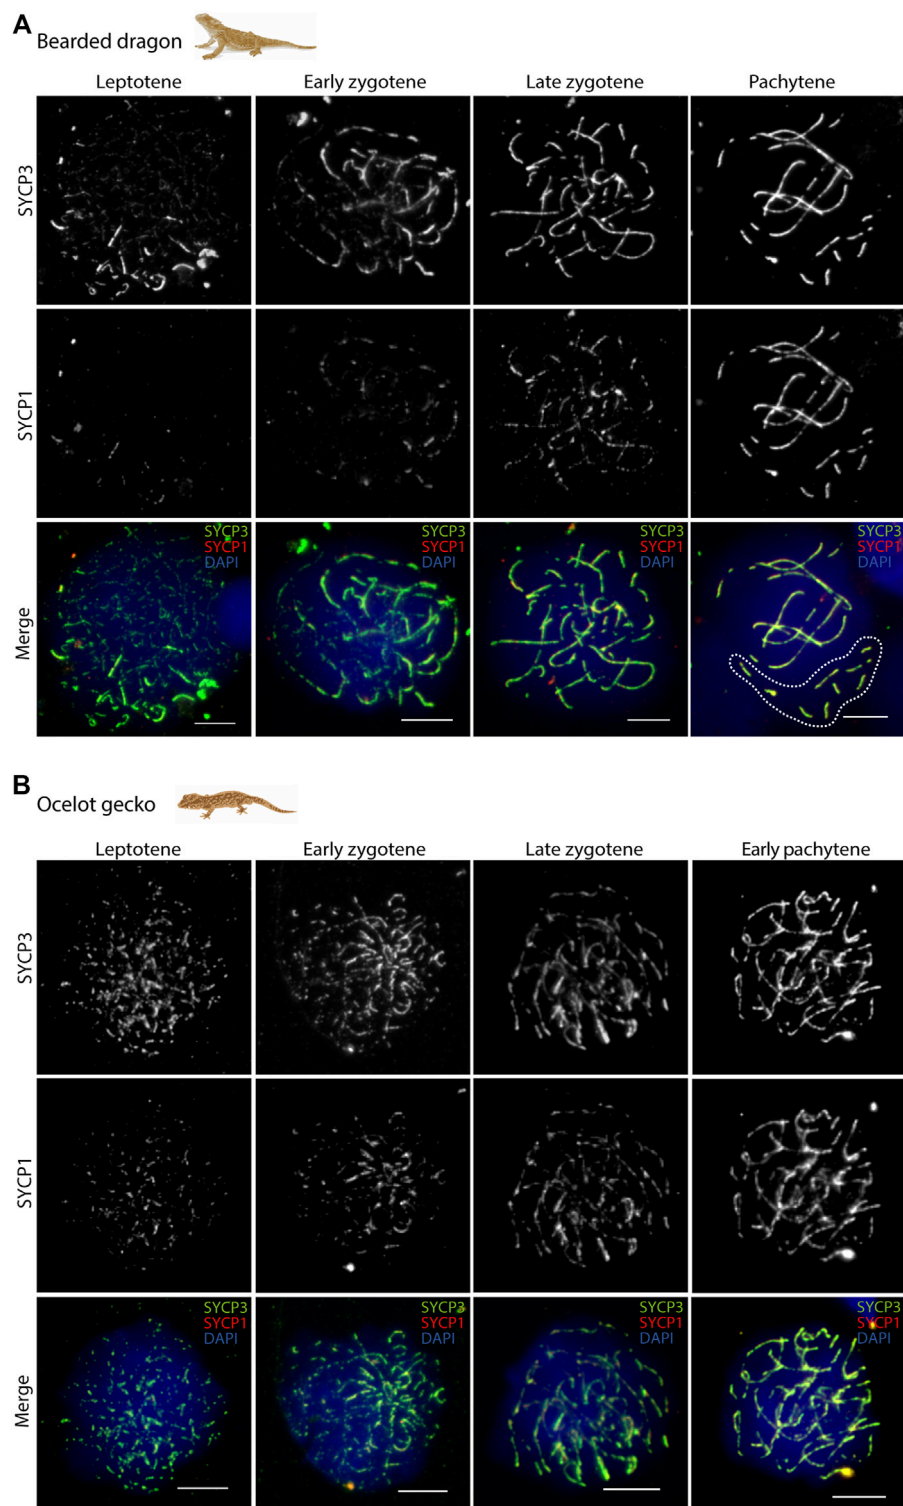 A
Bearded dragon
Leptotene
Early zygotene
Late zygotene
Pachytene
SYCP3
SYCP1
Merge
SYCP3
SYCP1
DAPI
SYCP3
SYCP1
DAPI
SYCP3
SYCP1
DAPI
SYCP3
SYCP1
DAPI
B
Ocelot gecko
Leptotene
Early zygotene
Late zygotene
Early pachytene
SYCP3
SYCP1
Merge
SYCP3
SYCP1
DAPI
SYCP3
SYCP1
DAPI
SYCP3
SYCP1
DAPI
SYCP3
SYCP1
DAPI